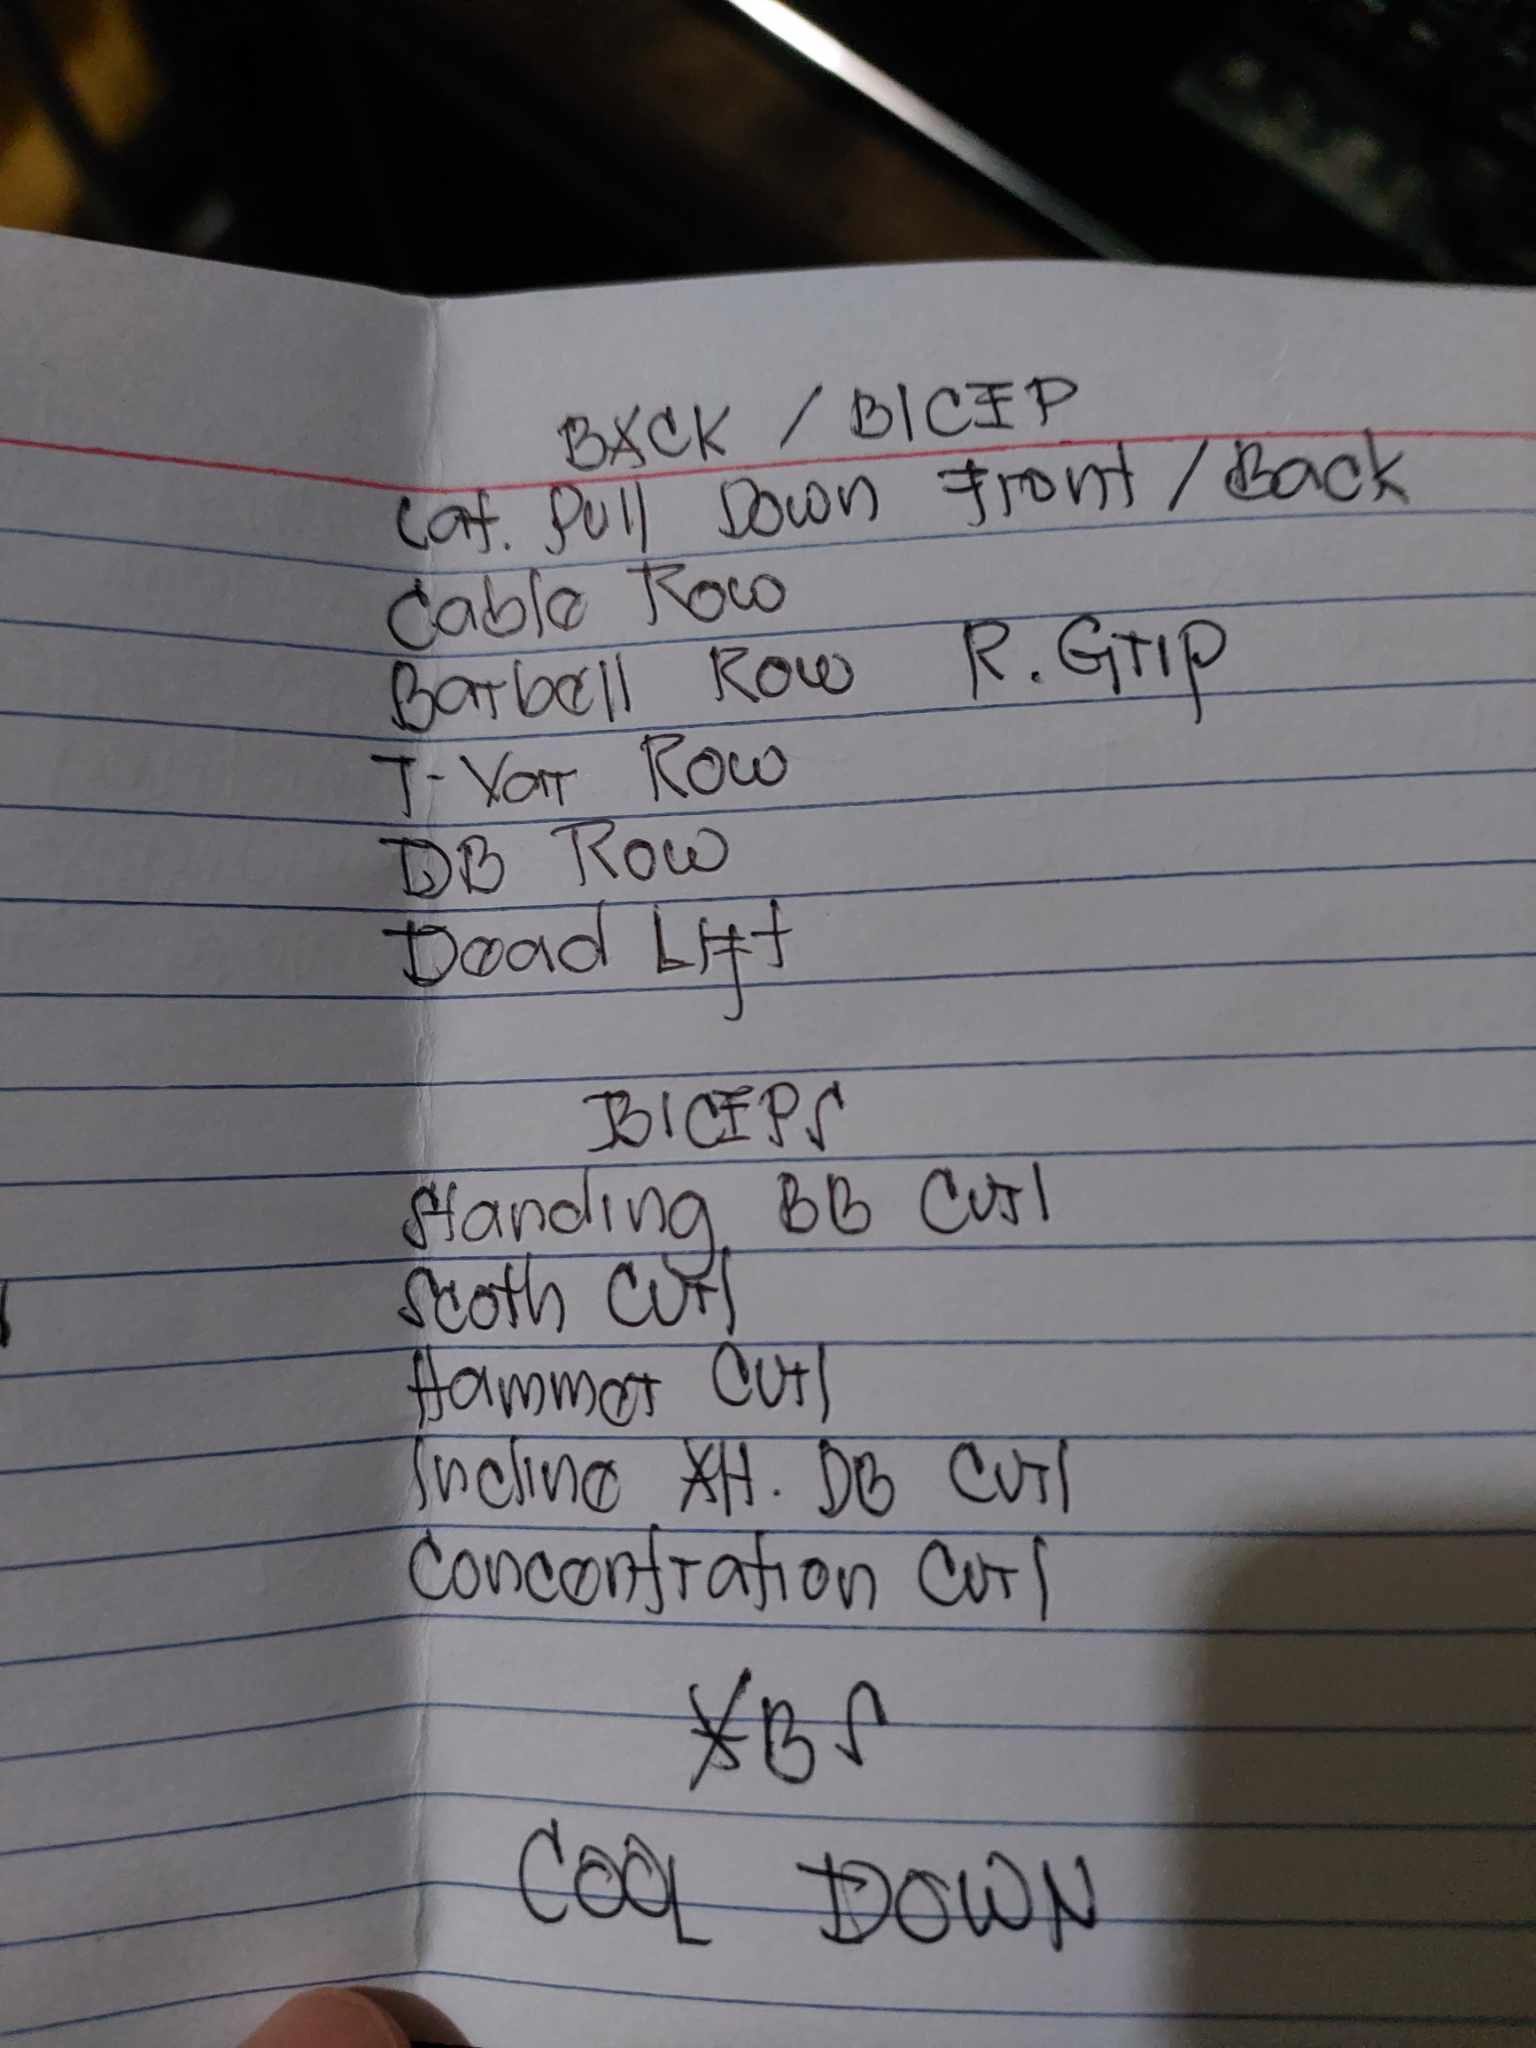 BACK / BICEP
Lat. Pull Down Front / Back
Cable Row
Barbell Row R. Grip
T-Bar Row
DB Row
Dead Lift
BICEPS
Standing BB Curl
Scoth Curl
Hammer Curl
Incline Alt. DB Curl
Concentration Curl
ABS
COOL DOWN